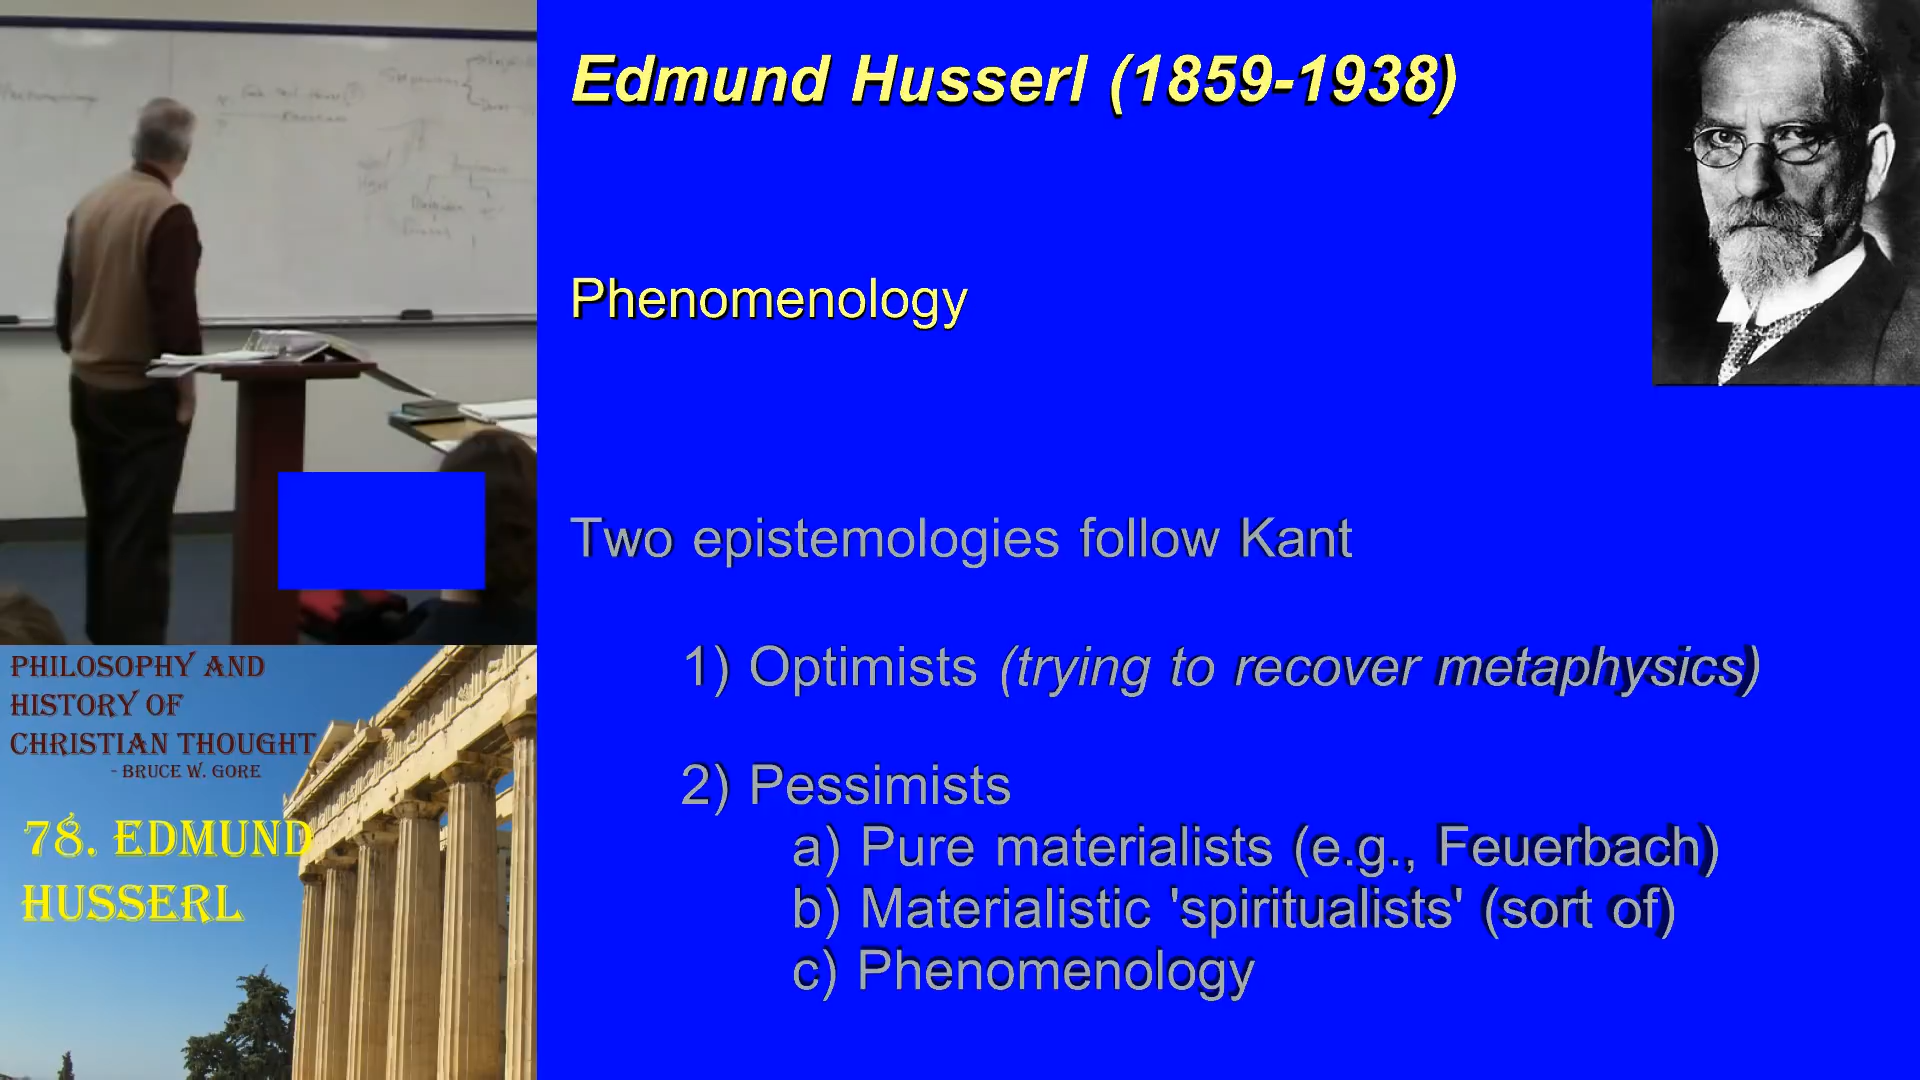 Edmund Husserl (1859-1938)
Phenomenology
Two epistemologies follow Kant
1) Optimists (trying to recover metaphysics)
2) Pessimists
a) Pure materialists (e.g., Feuerbach)
b) Materialistic 'spiritualists' (sort of)
c) Phenomenology
PHILOSOPHY AND
HISTORY OF
CHRISTIAN THOUGHT
- BRUCE W. GORE
78. EDMUND
HUSSERL